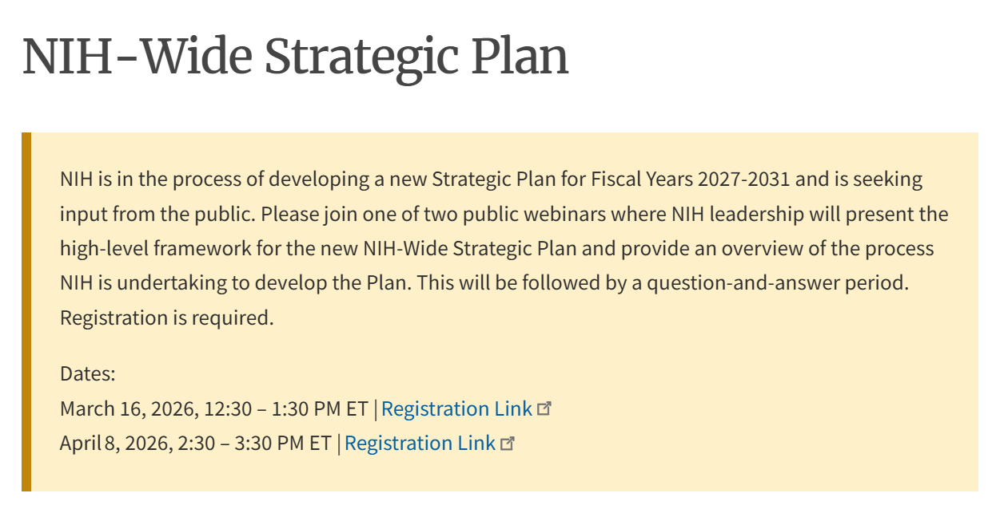 NIH-Wide Strategic Plan
NIH is in the process of developing a new Strategic Plan for Fiscal Years 2027-2031 and is seeking
input from the public. Please join one of two public webinars where NIH leadership will present the
high-level framework for the new NIH-Wide Strategic Plan and provide an overview of the process
NIH is undertaking to develop the Plan. This will be followed by a question-and-answer period.
Registration is required.
Dates:
March 16, 2026, 12:30 – 1:30 PM ET | Registration Link
April 8, 2026, 2:30 – 3:30 PM ET | Registration Link